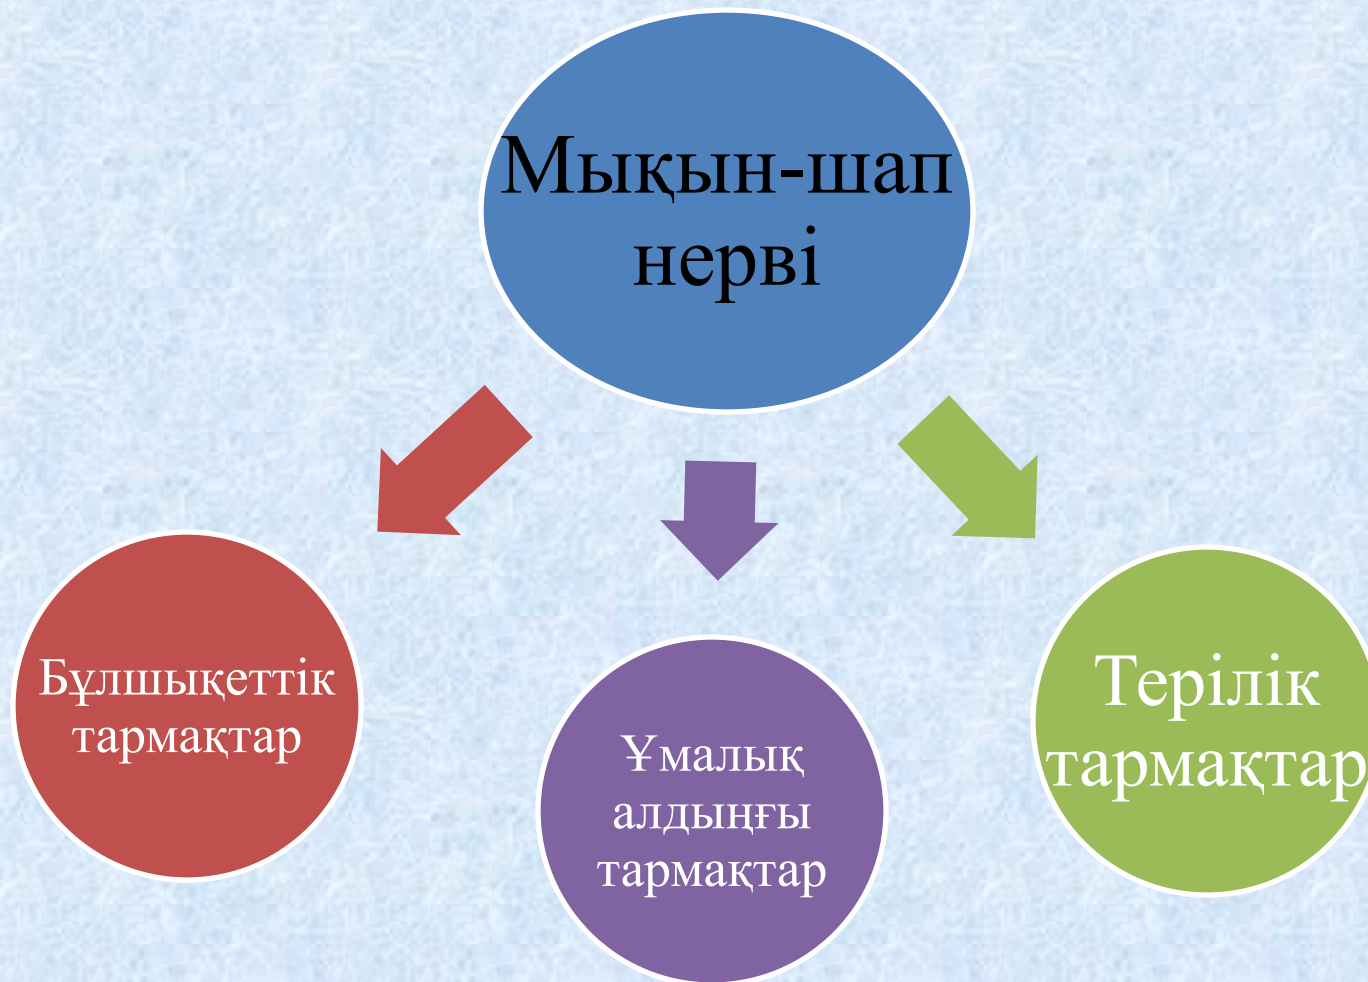 Мықын-шап
нерві
Бұлшықеттік
тармақтар
Ұмалық
алдыңғы
тармақтар
Терілік
тармақтар